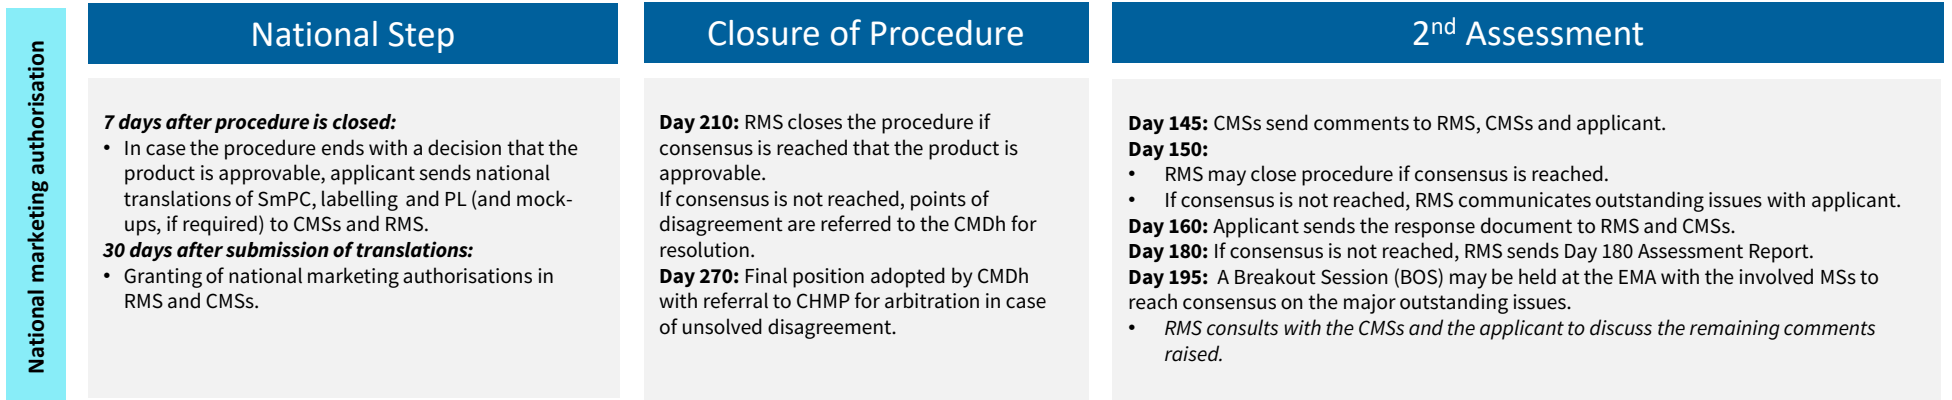 National marketing authorisation
National Step
7 days after procedure is closed:
• In case the procedure ends with a decision that the
product is approvable, applicant sends national
translations of SmPC, labelling and PL (and mock-
ups, if required) to CMSs and RMS.
30 days after submission of translations:
• Granting of national marketing authorisations in
RMS and CMSs.
Closure of Procedure
Day 210: RMS closes the procedure if
consensus is reached that the product is
approvable.
If consensus is not reached, points of
disagreement are referred to the CMDh for
resolution.
Day 270: Final position adopted by CMDh
with referral to CHMP for arbitration in case
of unsolved disagreement.
2nd Assessment
Day 145: CMSs send comments to RMS, CMSs and applicant.
Day 150:
• RMS may close procedure if consensus is reached.
• If consensus is not reached, RMS communicates outstanding issues with applicant.
Day 160: Applicant sends the response document to RMS and CMSs.
Day 180: If consensus is not reached, RMS sends Day 180 Assessment Report.
Day 195: A Breakout Session (BOS) may be held at the EMA with the involved MSs to
reach consensus on the major outstanding issues.
• RMS consults with the CMSs and the applicant to discuss the remaining comments
raised.